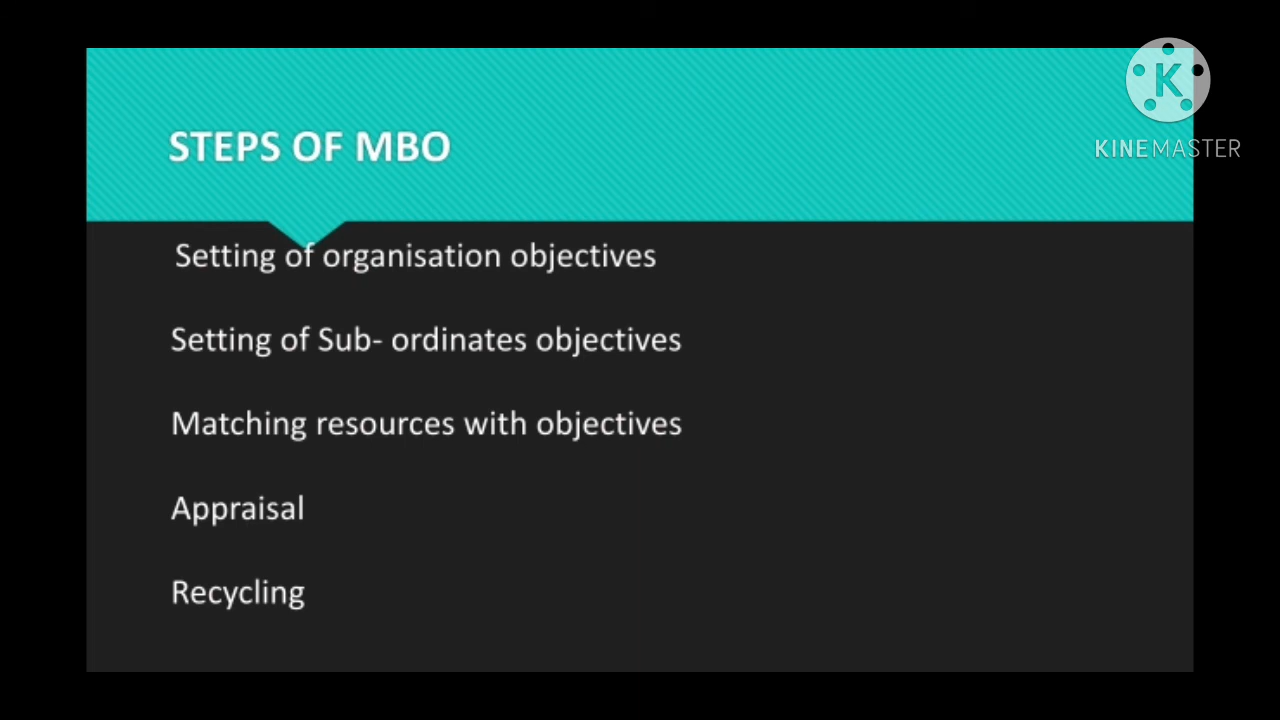 K
KINEMASTER
STEPS OF MBO
Setting of organisation objectives
Setting of Sub- ordinates objectives
Matching resources with objectives
Appraisal
Recycling